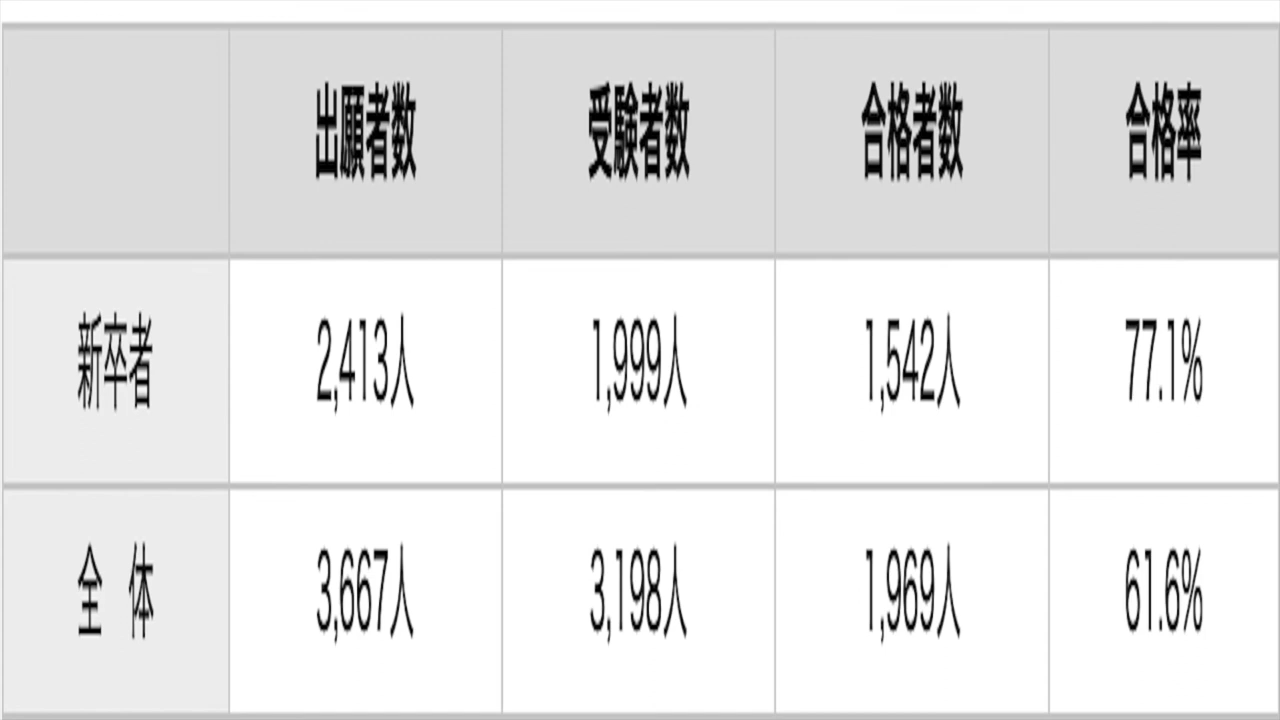 出願者数 受験者数 合格者数 合格率
新卒者 2,413人 1,999人 1,542人 77.1%
全　体 3,667人 3,198人 1,969人 61.6%